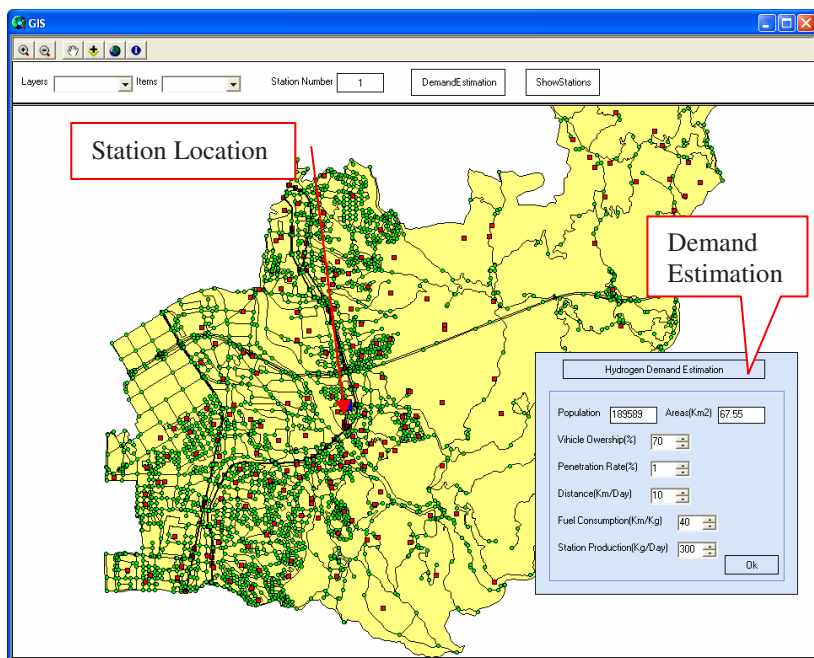 GIS
Layers Items Station Number 1 DemandEstimation ShowStations
Station Location
Demand
Estimation
Hydrogen Demand Estimation
Population 189589 Areas(Km2) 67.55
Vihicle Owership(%) 70
Penetration Rate(%) 1
Distance(Km/Day) 10
Fuel Consumption(Km/Kg) 40
Station Production(Kg/Day) 300
Ok